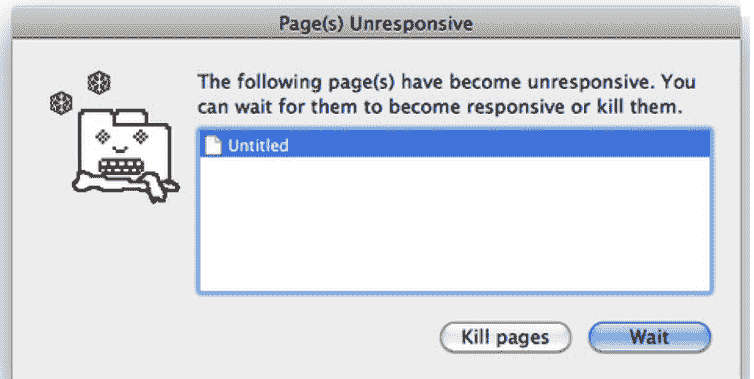 Page(s) Unresponsive
The following page(s) have become unresponsive. You
can wait for them to become responsive or kill them.
Untitled
Kill pages
Wait